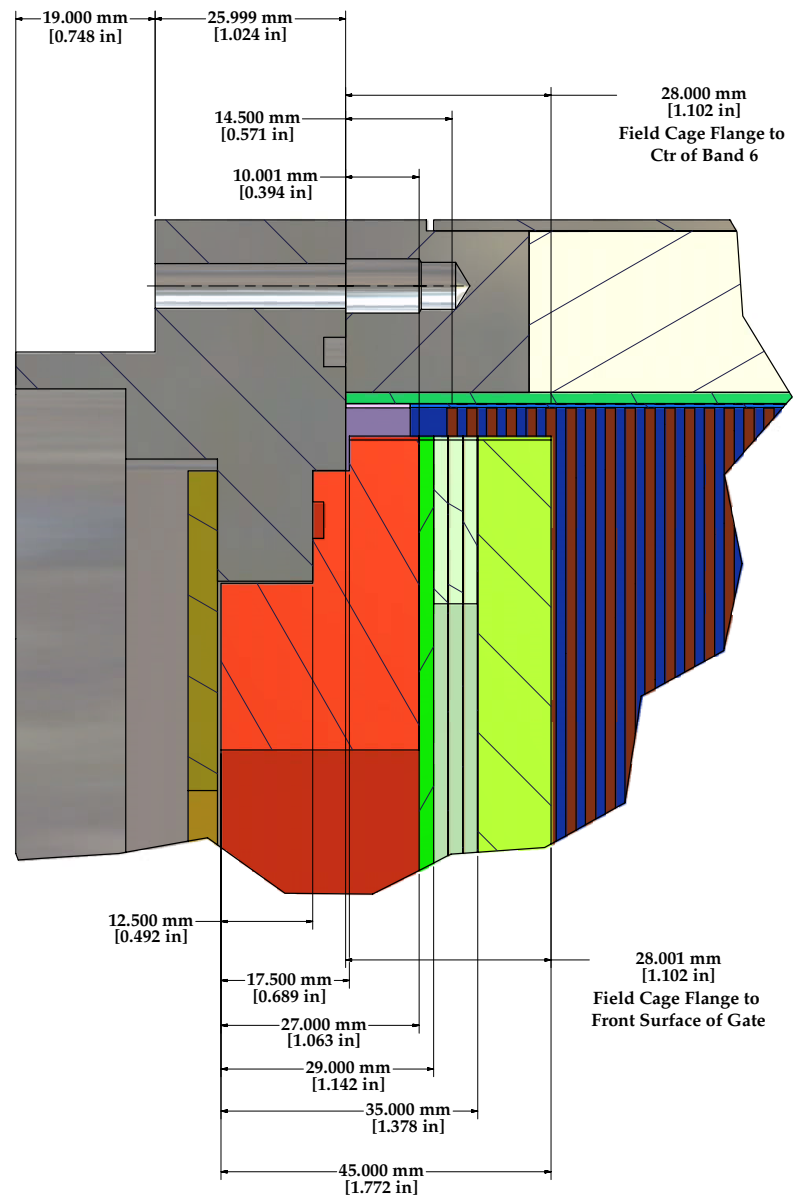 19.000 mm
[0.748 in]
25.999 mm
[1.024 in]
28.000 mm
[1.102 in]
Field Cage Flange to
Ctr of Band 6
14.500 mm
[0.571 in]
10.001 mm
[0.394 in]
12.500 mm
[0.492 in]
28.001 mm
[1.102 in]
Field Cage Flange to
Front Surface of Gate
17.500 mm
[0.689 in]
27.000 mm
[1.063 in]
29.000 mm
[1.142 in]
35.000 mm
[1.378 in]
45.000 mm
[1.772 in]